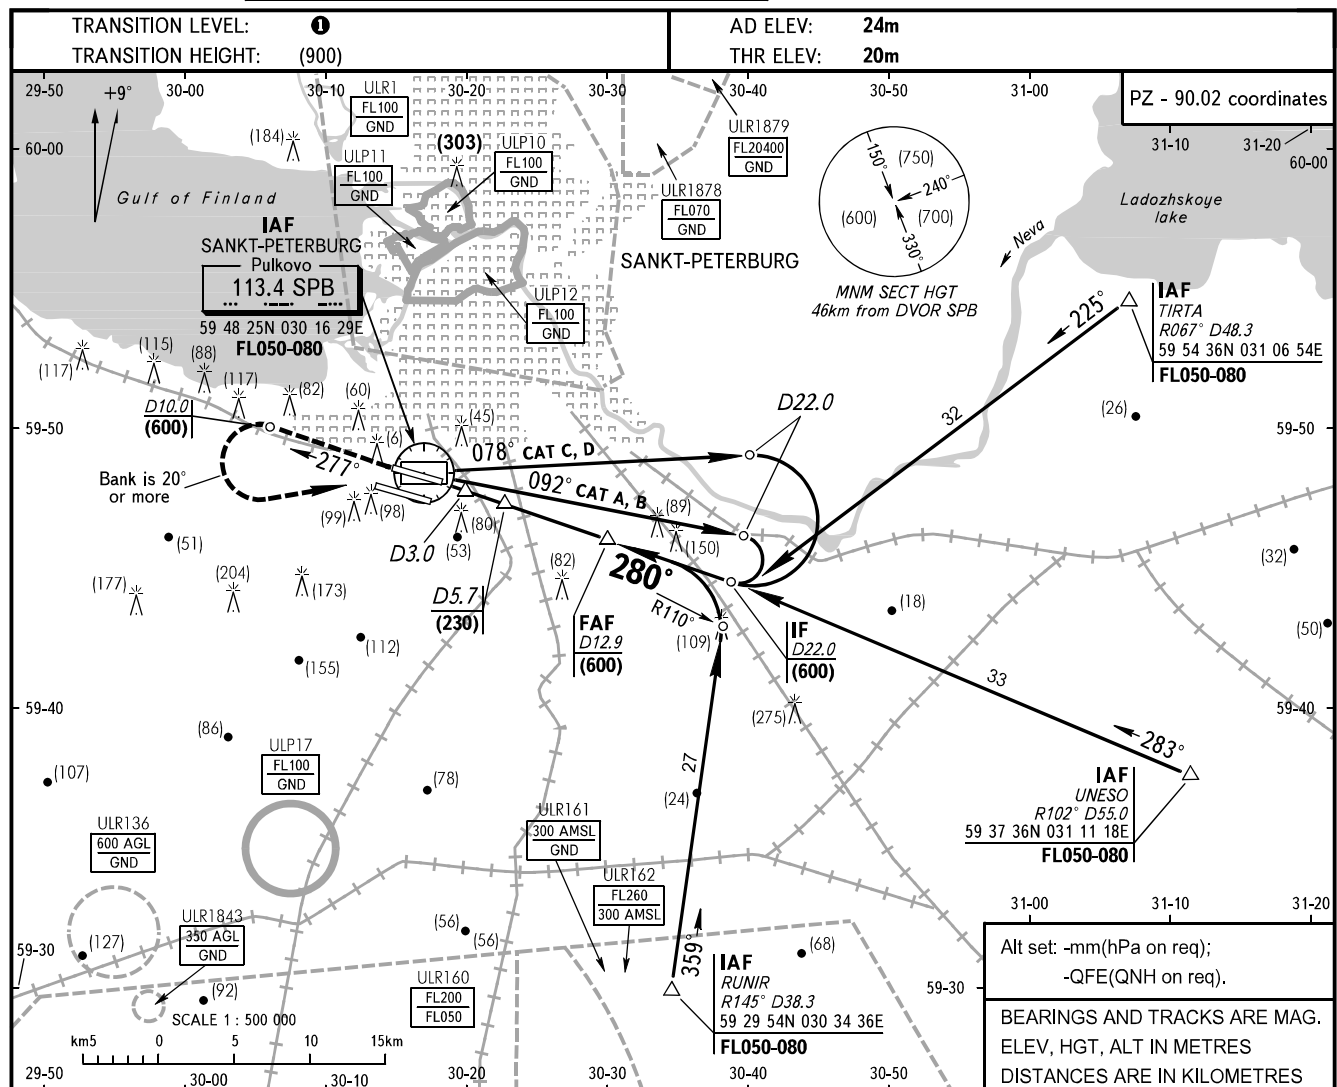 TRANSITION LEVEL: ❶
TRANSITION HEIGHT: (900)
AD ELEV: 24m
THR ELEV: 20m
29-50
30-00
30-10
30-20
30-30
30-40
30-50
31-00
PZ - 90.02 coordinates
31-10
31-20
60-00
60-00
+9°
ULR1
FL100
GND
(184)
(303)
ULP10
FL100
GND
ULP11
FL100
GND
ULR1879
FL20400
GND
ULR1878
FL070
GND
150°
(750)
240°
(600)
(700)
330°
MNM SECT HGT
46km from DVOR SPB
Gulf of Finland
Ladozhskoye
lake
Neva
SANKT-PETERBURG
IAF
SANKT-PETERBURG
Pulkovo
113.4 SPB
59 48 25N 030 16 29E
FL050-080
ULP12
FL100
GND
225°
IAF
TIRTA
R067° D48.3
59 54 36N 031 06 54E
FL050-080
(117)
(115)
(88)
(117)
(82)
(60)
(45)
(6)
D10.0
(600)
D22.0
32
(26)
59-50
59-50
277°
078° CAT C, D
092° CAT A, B
Bank is 20°
or more
(99)
(98)
(80)
(53)
(89)
(150)
D3.0
(51)
(32)
(177)
(204)
(173)
(82)
280°
R110°
(109)
D5.7
(230)
FAF
D12.9
(600)
IF
D22.0
(600)
(18)
(50)
(112)
(155)
33
59-40
59-40
(275)
283°
(86)
ULP17
FL100
GND
(107)
(78)
27
(24)
IAF
UNESO
R102° D55.0
59 37 36N 031 11 18E
FL050-080
ULR136
600 AGL
GND
ULR161
300 AMSL
GND
ULR162
FL260
300 AMSL
ULR1843
350 AGL
GND
(127)
(56)
(56)
(68)
(92)
359°
59-30
59-30
31-00
31-10
31-20
ULR160
FL200
FL050
IAF
RUNIR
R145° D38.3
59 29 54N 030 34 36E
FL050-080
SCALE 1 : 500 000
km5 0 5 10 15km
29-50
30-00
30-10
30-20
30-30
30-40
30-50
Alt set: -mm(hPa on req);
-QFE(QNH on req).
BEARINGS AND TRACKS ARE MAG.
ELEV, HGT, ALT IN METRES
DISTANCES ARE IN KILOMETRES